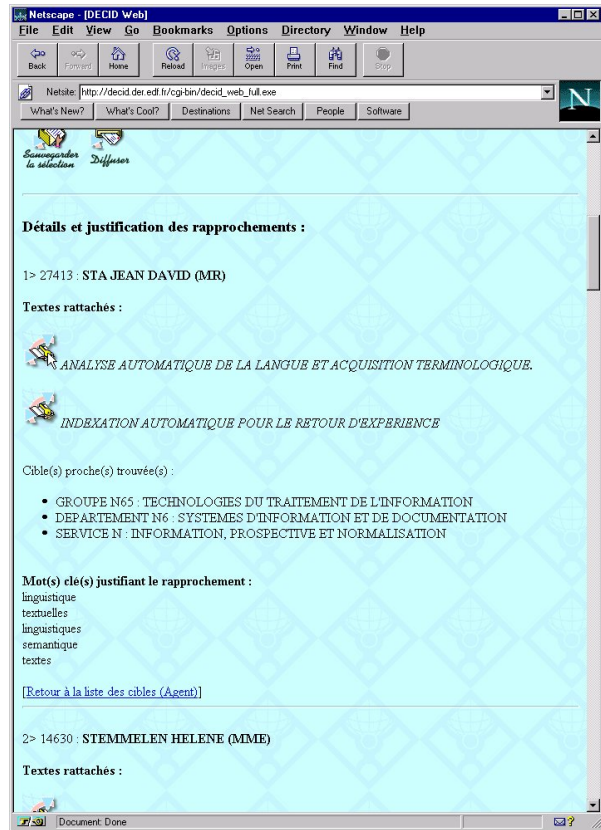 Netscape - [DECID Web]
File Edit View Go Bookmarks Options Directory Window Help
Back Forward Home Reload Images Open Print Find Stop
Netsite: http://decid.der.edf.fr/cgi-bin/decid_web_full.exe
What's New? What's Cool? Destinations Net Search People Software
N
Sauvegarder la sélection
Diffuser
Détails et justification des rapprochements :
1> 27413 : STA JEAN DAVID (MR)
Textes rattachés :
ANALYSE AUTOMATIQUE DE LA LANGUE ET ACQUISITION TERMINOLOGIQUE.
INDEXATION AUTOMATIQUE POUR LE RETOUR D'EXPERIENCE
Cible(s) proche(s) trouvée(s) :
• GROUPE N65 : TECHNOLOGIES DU TRAITEMENT DE L'INFORMATION
• DEPARTEMENT N6 : SYSTEMES D'INFORMATION ET DE DOCUMENTATION
• SERVICE N : INFORMATION, PROSPECTIVE ET NORMALISATION
Mot(s) clé(s) justifiant le rapprochement :
linguistique
textuelles
linguistiques
semantique
textes
[Retour à la liste des cibles (Agent)]
2> 14630 : STEMMELEN HELENE (MME)
Textes rattachés :
Document: Done